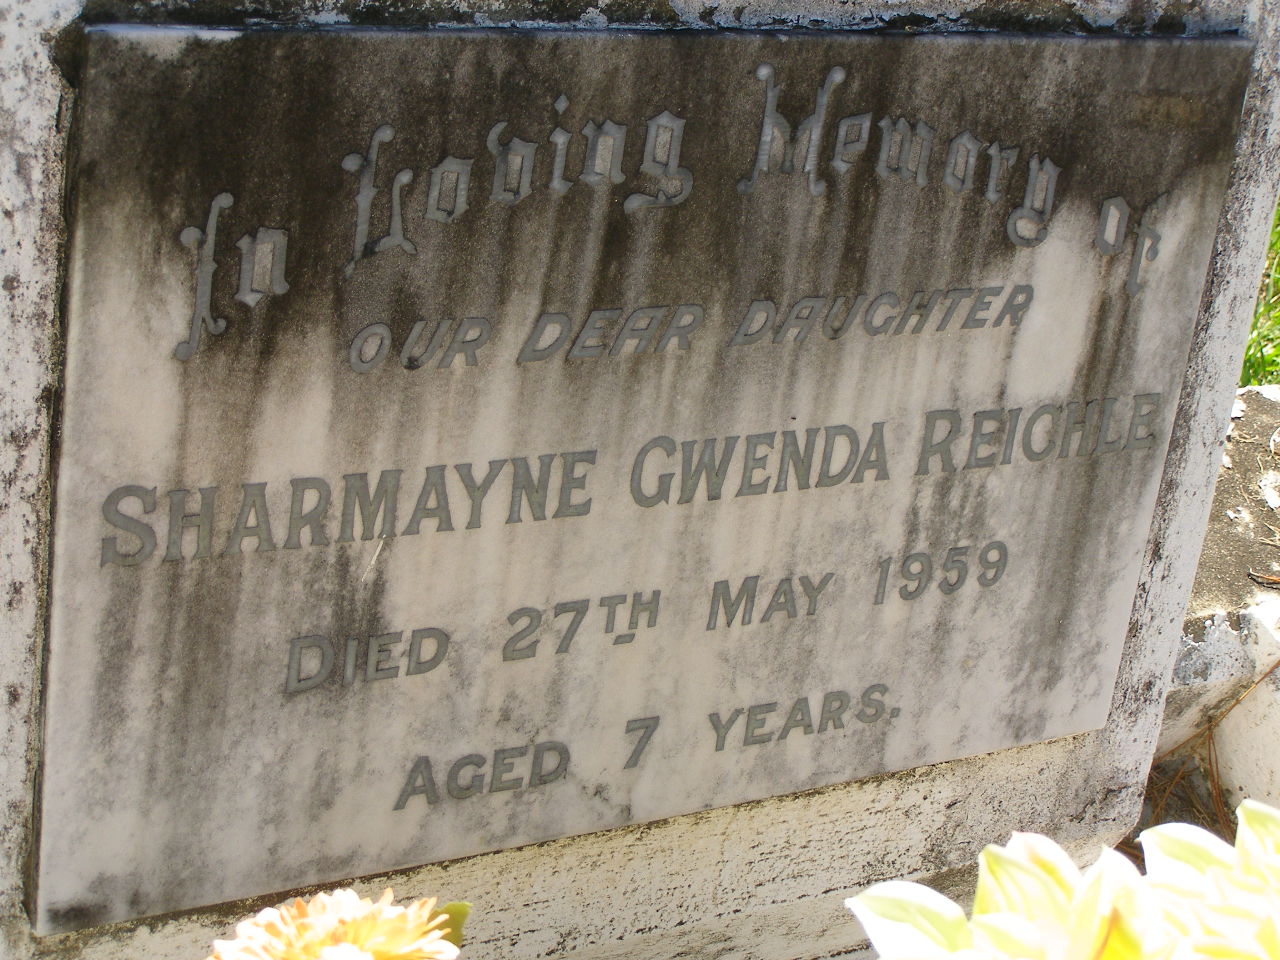 In Loving Memory of
OUR DEAR DAUGHTER
SHARMAYNE GWENDA REICHLE
DIED 27TH MAY 1959
AGED 7 YEARS.